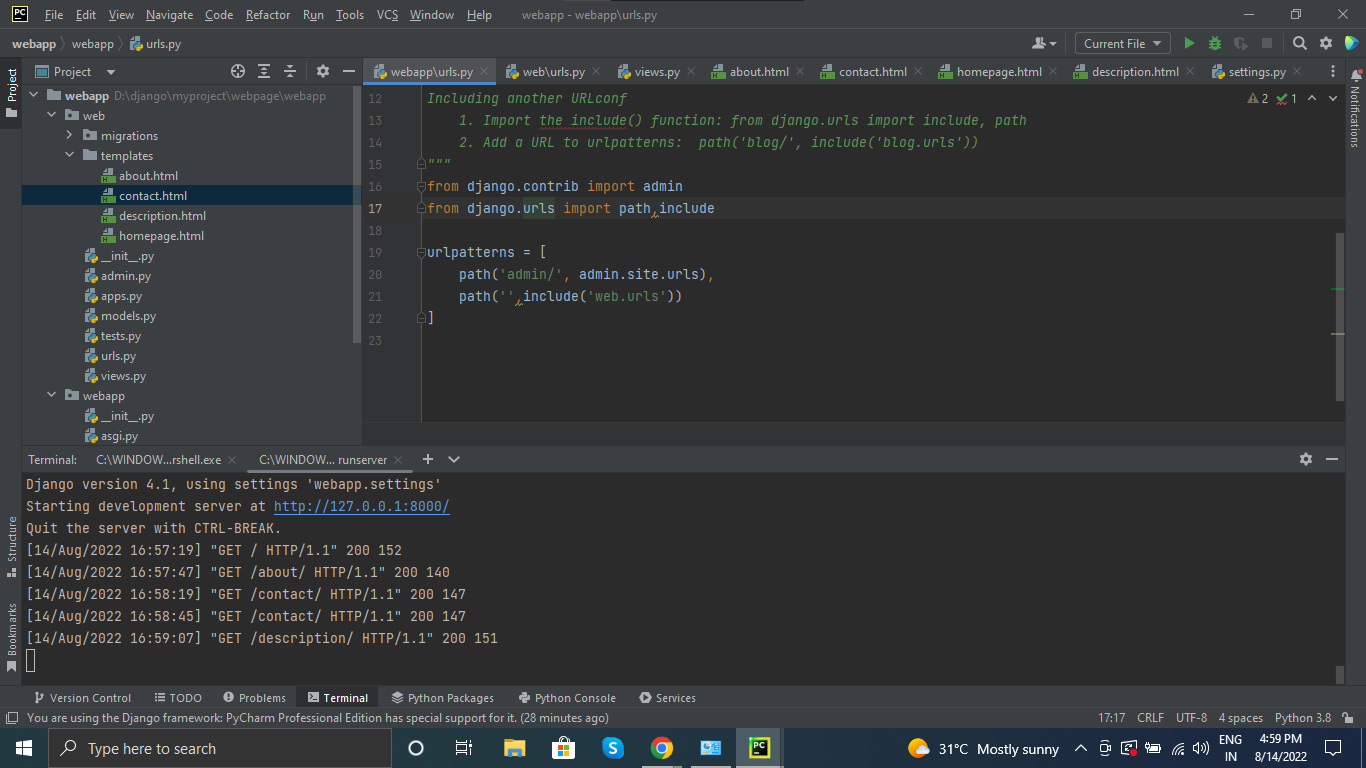 PC File Edit View Navigate Code Refactor Run Tools VCS Window Help webapp - webapp\urls.py
webapp webapp urls.py Current File
Project webapp\urls.py web\urls.py views.py about.html contact.html homepage.html description.html settings.py
Project
Notifications
webapp D:\django\myproject\webpage\webapp
web
migrations
templates
about.html
contact.html
description.html
homepage.html
__init__.py
admin.py
apps.py
models.py
tests.py
urls.py
views.py
webapp
__init__.py
asgi.py
2 1
12 Including another URLconf
13 1. Import the include() function: from django.urls import include, path
14 2. Add a URL to urlpatterns:  path('blog/', include('blog.urls'))
15 """
16 from django.contrib import admin
17 from django.urls import path,include
18
19 urlpatterns = [
20 path('admin/', admin.site.urls),
21 path('',include('web.urls'))
22 ]
23
Terminal: C:\WINDOW...rshell.exe C:\WINDOW... runserver
Django version 4.1, using settings 'webapp.settings'
Starting development server at http://127.0.0.1:8000/
Quit the server with CTRL-BREAK.
[14/Aug/2022 16:57:19] "GET / HTTP/1.1" 200 152
[14/Aug/2022 16:57:47] "GET /about/ HTTP/1.1" 200 140
[14/Aug/2022 16:58:19] "GET /contact/ HTTP/1.1" 200 147
[14/Aug/2022 16:58:45] "GET /contact/ HTTP/1.1" 200 147
[14/Aug/2022 16:59:07] "GET /description/ HTTP/1.1" 200 151
Structure
Bookmarks
Version Control TODO Problems Terminal Python Packages Python Console Services
You are using the Django framework: PyCharm Professional Edition has special support for it. (28 minutes ago) 17:17 CRLF UTF-8 4 spaces Python 3.8
Type here to search S PC 31°C Mostly sunny ENG 4:59 PM
IN 8/14/2022